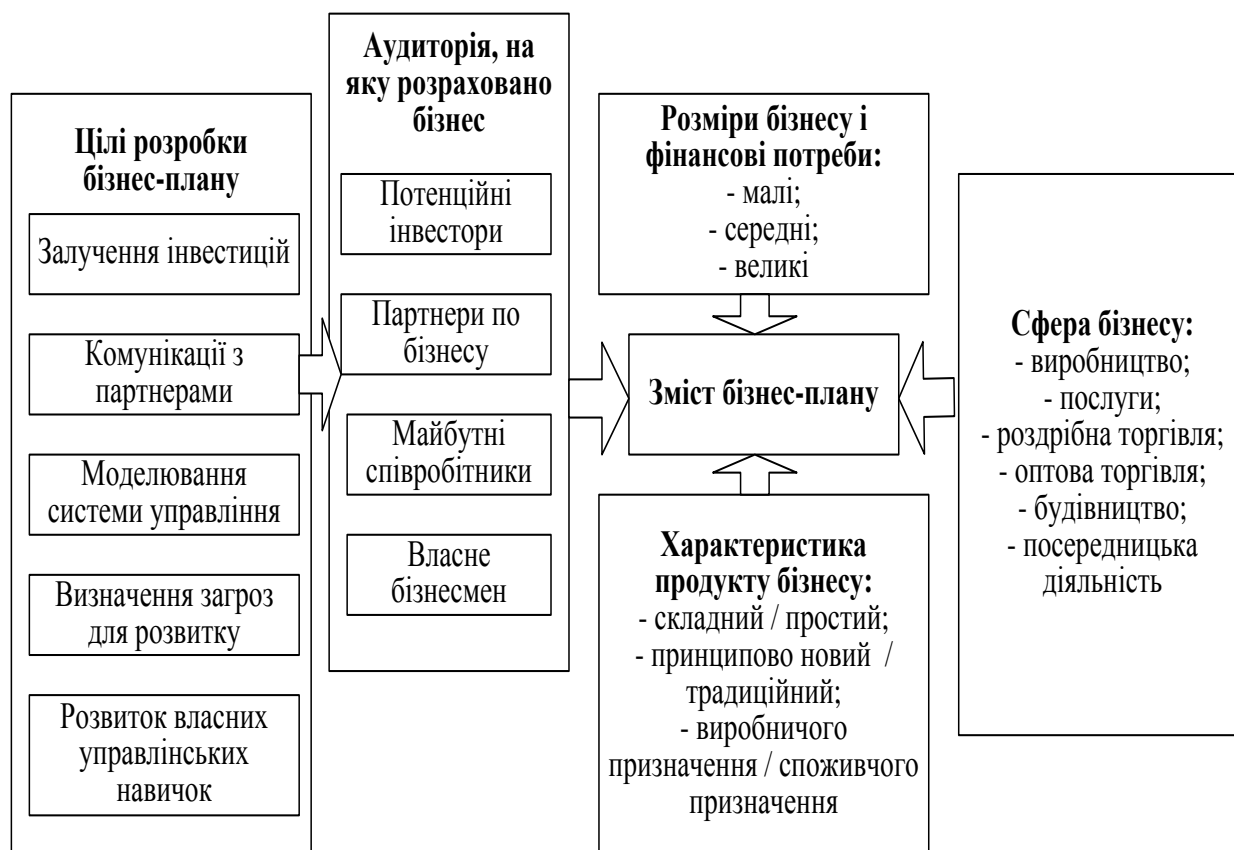 Цілі розробки
бізнес-плану
Залучення інвестицій
Комунікації з
партнерами
Моделювання
системи управління
Визначення загроз
для розвитку
Розвиток власних
управлінських
навичок
Аудиторія, на
яку розраховано
бізнес
Потенційні
інвестори
Партнери по
бізнесу
Майбутні
співробітники
Власне
бізнесмен
Розміри бізнесу і
фінансові потреби:
- малі;
- середні;
- великі
Зміст бізнес-плану
Характеристика
продукту бізнесу:
- складний / простий;
- принципово новий /
традиційний;
- виробничого
призначення / споживчого
призначення
Сфера бізнесу:
- виробництво;
- послуги;
- роздрібна торгівля;
- оптова торгівля;
- будівництво;
- посередницька
діяльність